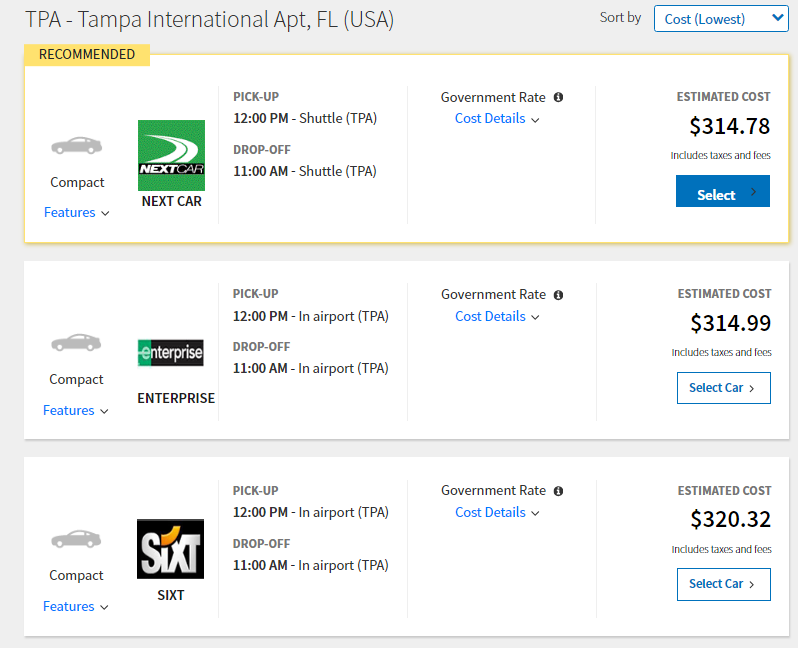 TPA - Tampa International Apt, FL (USA)
Sort by
Cost (Lowest)
RECOMMENDED
Compact
Features
NEXTCAR
NEXT CAR
PICK-UP
12:00 PM - Shuttle (TPA)
DROP-OFF
11:00 AM - Shuttle (TPA)
Government Rate
Cost Details
ESTIMATED COST
$314.78
Includes taxes and fees
Select
Compact
Features
enterprise
ENTERPRISE
PICK-UP
12:00 PM - In airport (TPA)
DROP-OFF
11:00 AM - In airport (TPA)
Government Rate
Cost Details
ESTIMATED COST
$314.99
Includes taxes and fees
Select Car
Compact
Features
SIXT
SIXT
PICK-UP
12:00 PM - In airport (TPA)
DROP-OFF
11:00 AM - In airport (TPA)
Government Rate
Cost Details
ESTIMATED COST
$320.32
Includes taxes and fees
Select Car